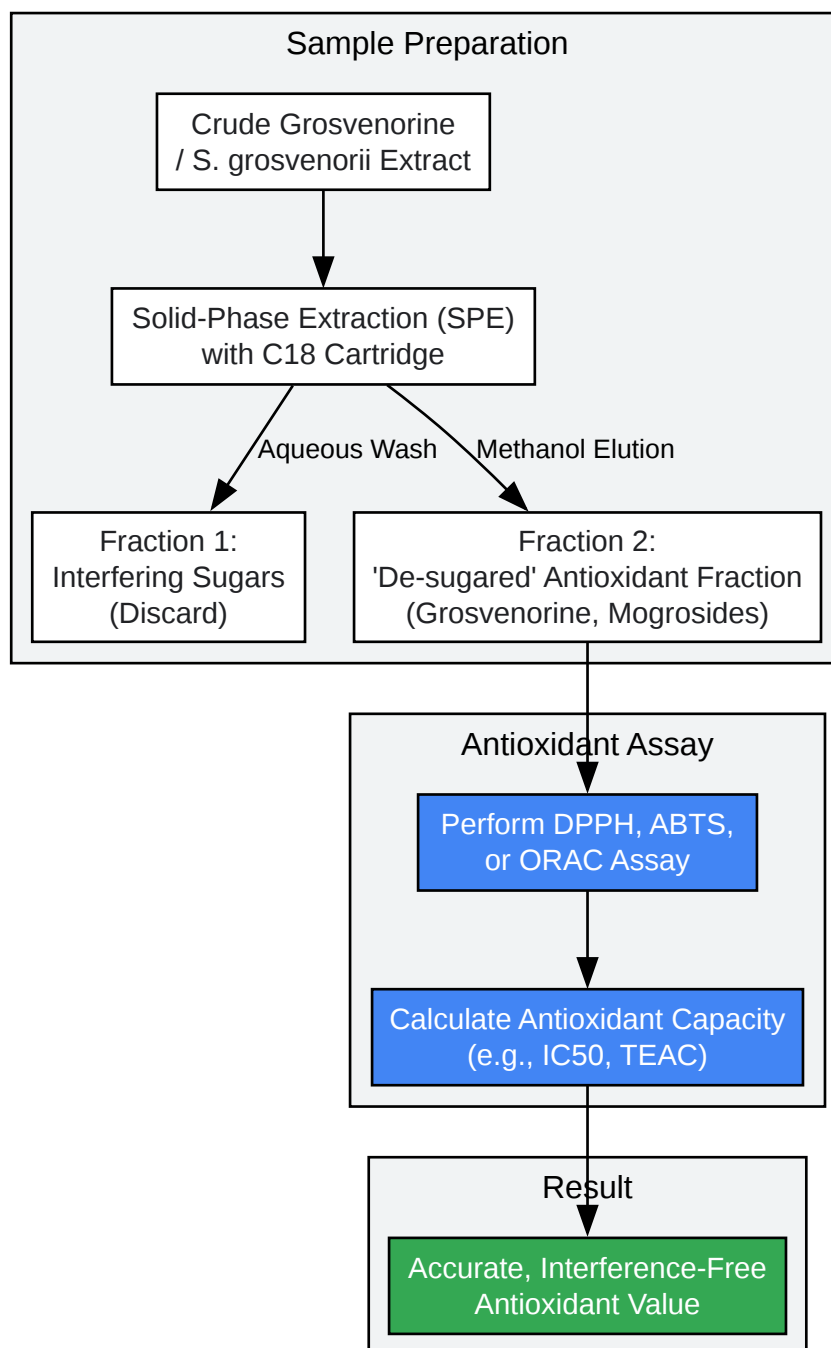 Sample Preparation
Crude Grosvenorine
/ S. grosvenorii Extract
Solid-Phase Extraction (SPE)
with C18 Cartridge
Aqueous Wash
Methanol Elution
Fraction 1:
Interfering Sugars
(Discard)
Fraction 2:
'De-sugared' Antioxidant Fraction
(Grosvenorine, Mogrosides)
Antioxidant Assay
Perform DPPH, ABTS,
or ORAC Assay
Calculate Antioxidant Capacity
(e.g., IC50, TEAC)
Result
Accurate, Interference-Free
Antioxidant Value